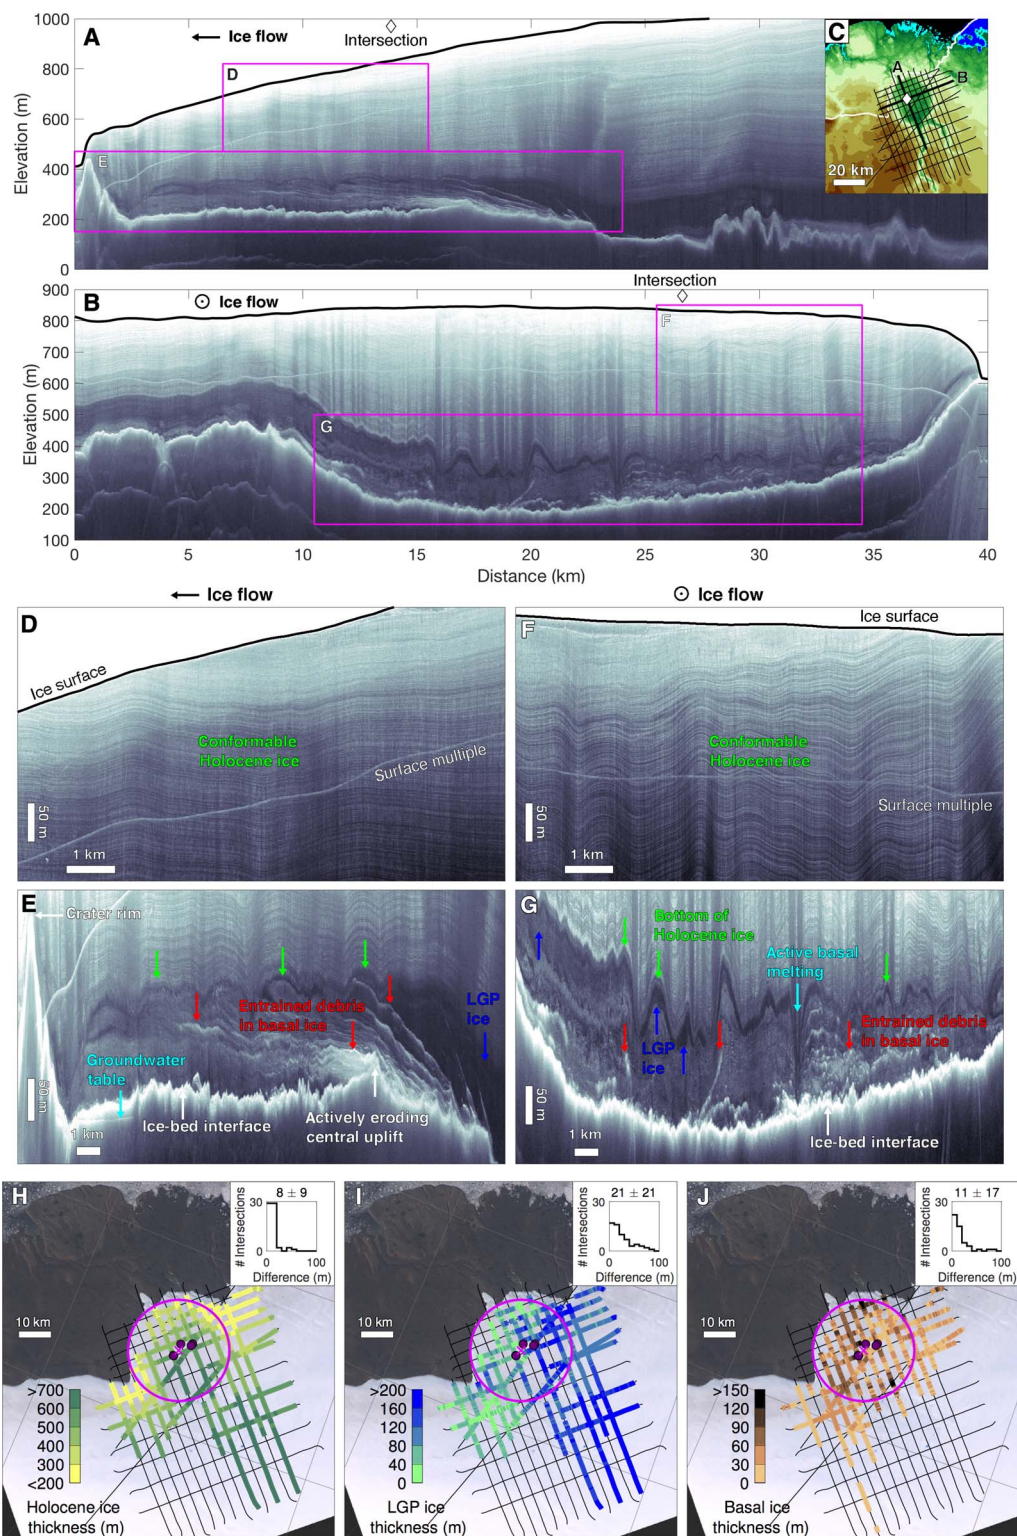 A
Ice flow
Intersection
D
E
Elevation (m)
1000
800
600
400
200
0
C
A
B
20 km
Intersection
B
Ice flow
F
G
Elevation (m)
900
800
700
600
500
400
300
200
100
0 5 10 15 20 25 30 35 40
Distance (km)
Ice flow
Ice flow
D
Ice surface
Conformable
Holocene ice
Surface multiple
50 m
1 km
F
Ice surface
Conformable
Holocene ice
Surface multiple
50 m
1 km
E
Crater rim
Entrained debris
in basal ice
LGP
ice
Groundwater
table
50 m
1 km
Ice-bed interface
Actively eroding
central uplift
G
Bottom of
Holocene ice
Active basal
melting
Entrained debris
in basal ice
LGP
ice
50 m
1 km
Ice-bed interface
H
8 ± 9
# Intersections
30
0
0 100
Difference (m)
10 km
>700
600
500
400
300
<200
Holocene ice
thickness (m)
I
21 ± 21
# Intersections
30
0
0 100
Difference (m)
10 km
>200
160
120
80
40
0
LGP ice
thickness (m)
J
11 ± 17
# Intersections
30
0
0 100
Difference (m)
10 km
>150
120
90
60
30
0
Basal ice
thickness (m)